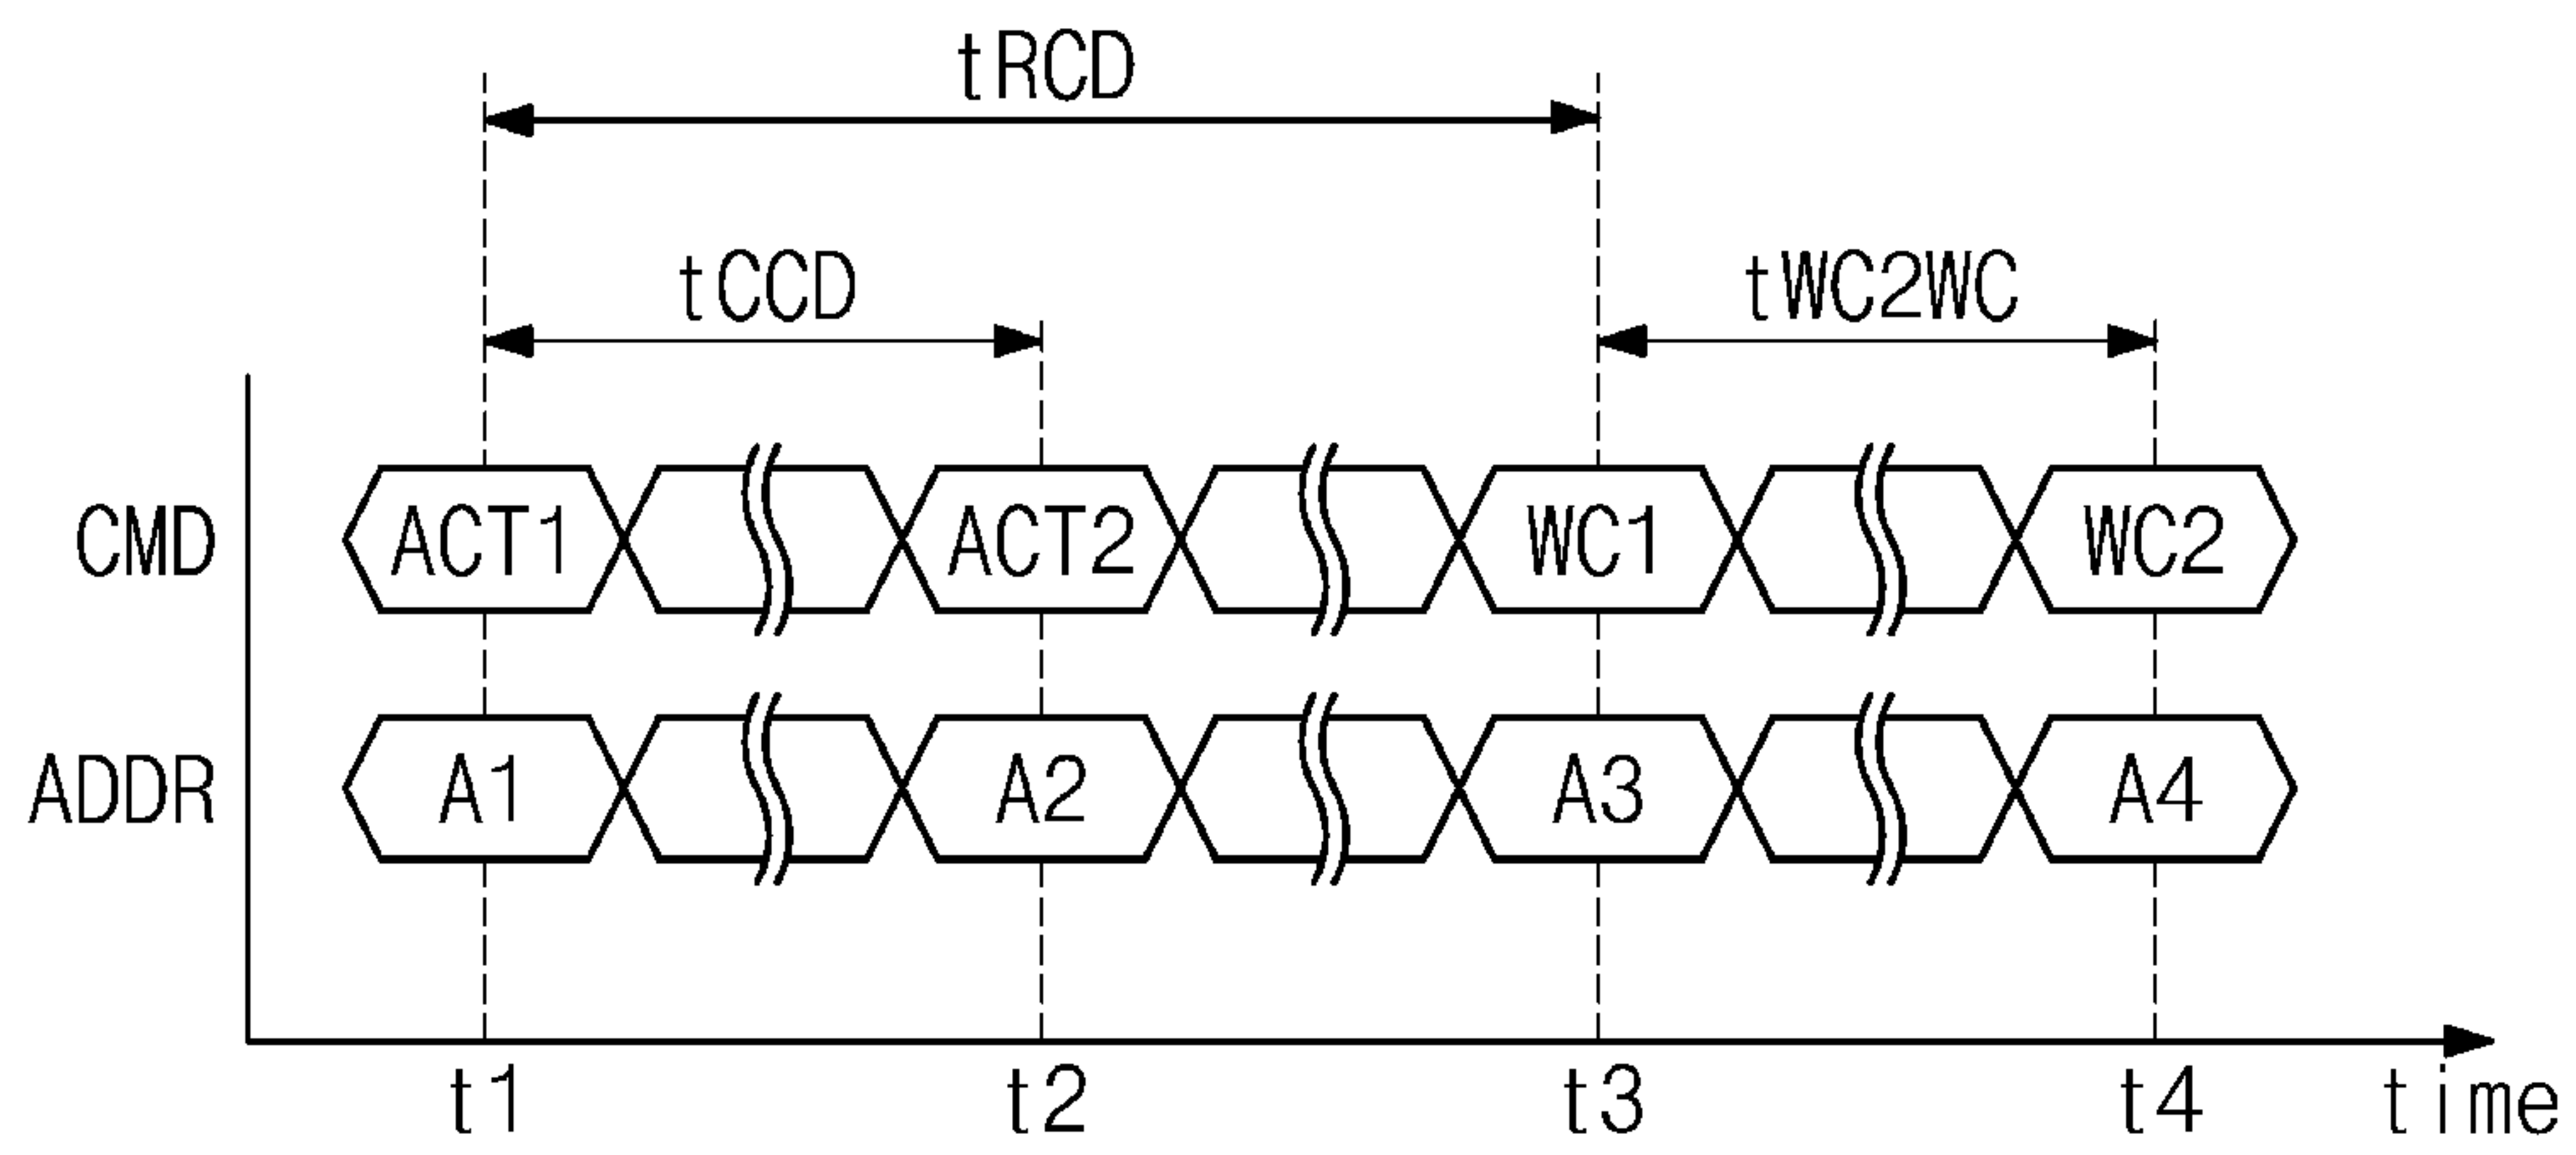 tRCD
tCCD tWC2WC
CMD ACT1 ACT2 WC1 WC2
ADDR A1 A2 A3 A4
t1 t2 t3 t4 time